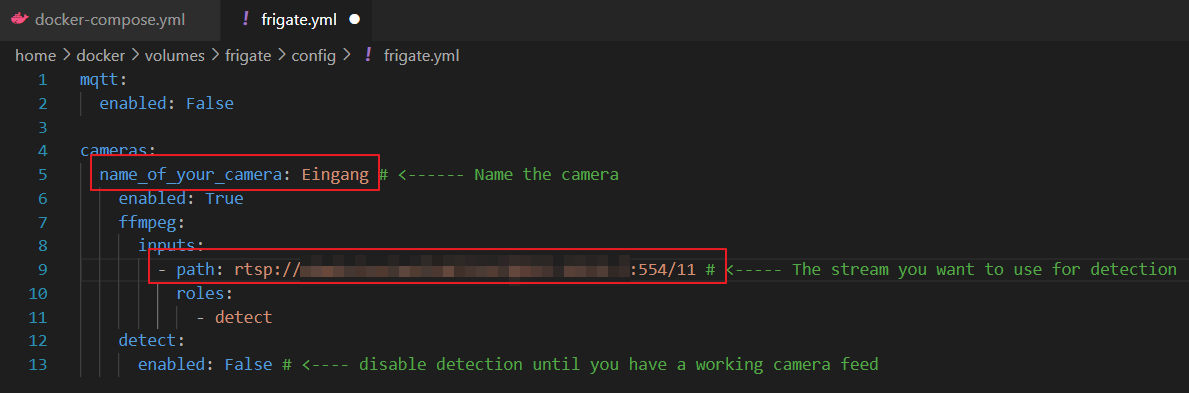 docker-compose.yml ! frigate.yml
home > docker > volumes > frigate > config > ! frigate.yml
1 mqtt:
2 enabled: False
3
4 cameras:
5 name_of_your_camera: Eingang # <------ Name the camera
6 enabled: True
7 ffmpeg:
8 inputs:
9 - path: rtsp:// :554/11 # <----- The stream you want to use for detection
10 roles:
11 - detect
12 detect:
13 enabled: False # <---- disable detection until you have a working camera feed